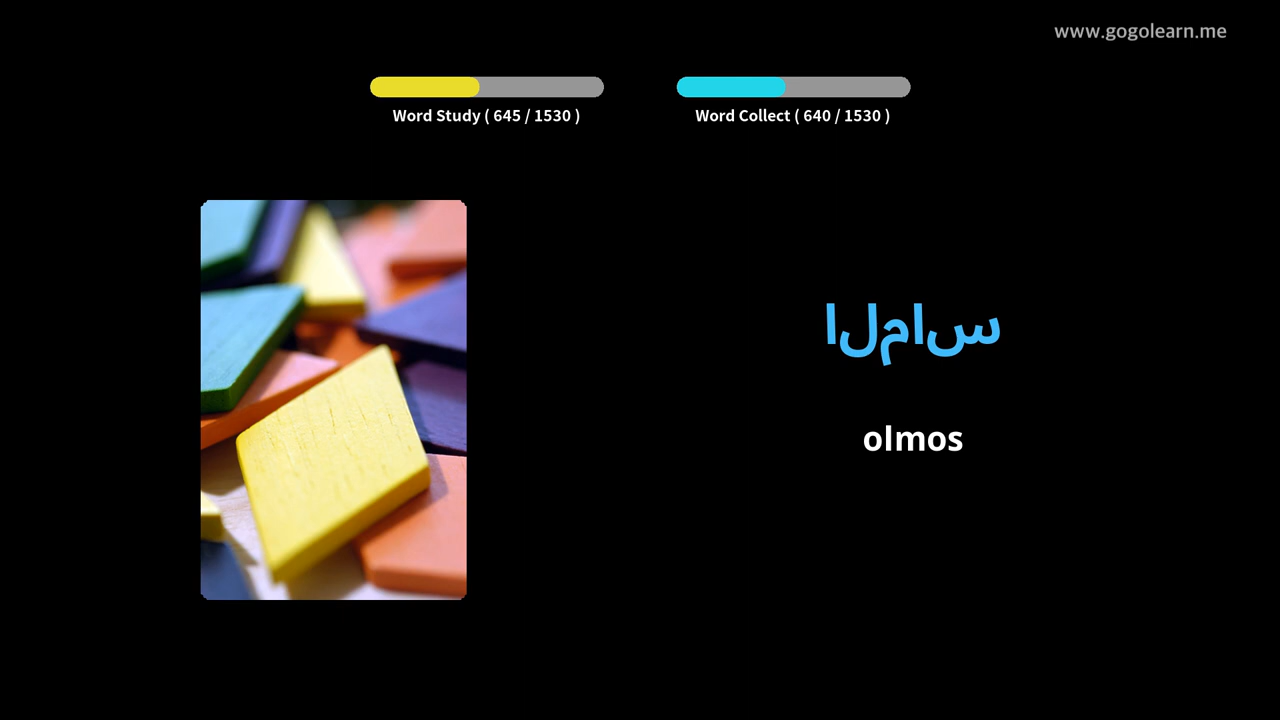 www.gogolearn.me
Word Study ( 645 / 1530 )
Word Collect ( 640 / 1530 )
الماس
olmos